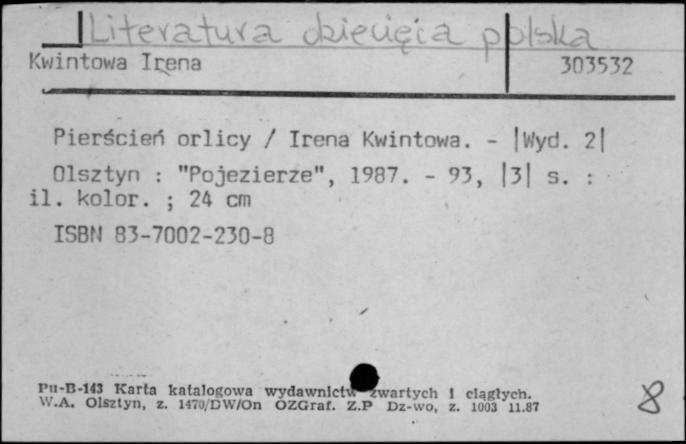 Literatura dziecięca polska
Kwintowa Irena 303532
Pierścień orlicy / Irena Kwintowa. - |Wyd. 2|
Olsztyn : "Pojezierze", 1987. - 93, |3| s. :
il. kolor. ; 24 cm
ISBN 83-7002-230-8
Pu-B-143 Karta katalogowa wydawnictw zwartych i ciągłych.
W.A. Olsztyn, z. 1470/DW/On OZGraf. Z.P Dz-wo, z. 1003 11.87
8